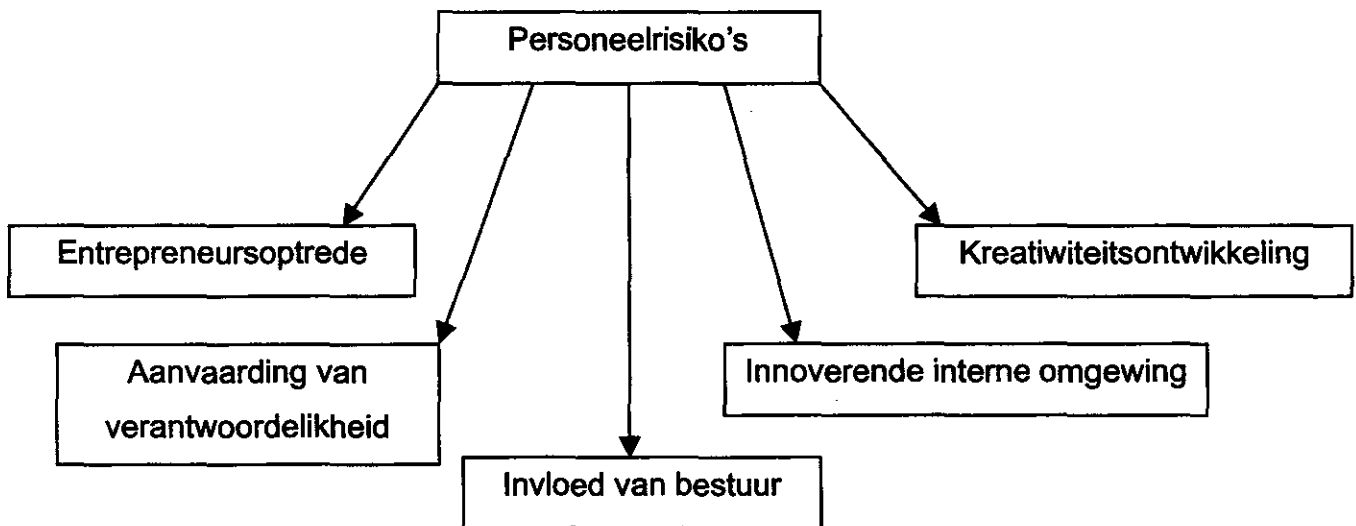 Personeelrisiko's
Entrepreneursoptrede
Kreatiwiteitsontwikkeling
Aanvaarding van
verantwoordelikheid
Innoverende interne omgewing
Invloed van bestuur